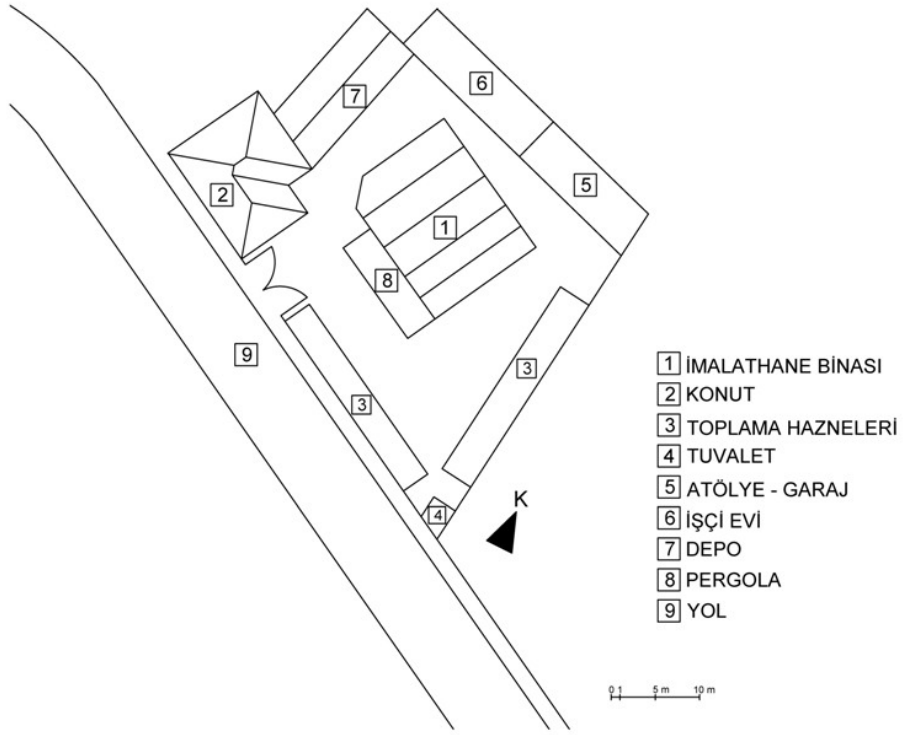 6
7
5
2
1
8
9
3
3
4
K
1 İMALATHANE BİNASI
2 KONUT
3 TOPLAMA HAZNELERİ
4 TUVALET
5 ATÖLYE - GARAJ
6 İŞÇİ EVİ
7 DEPO
8 PERGOLA
9 YOL
0 1 5 m 10 m